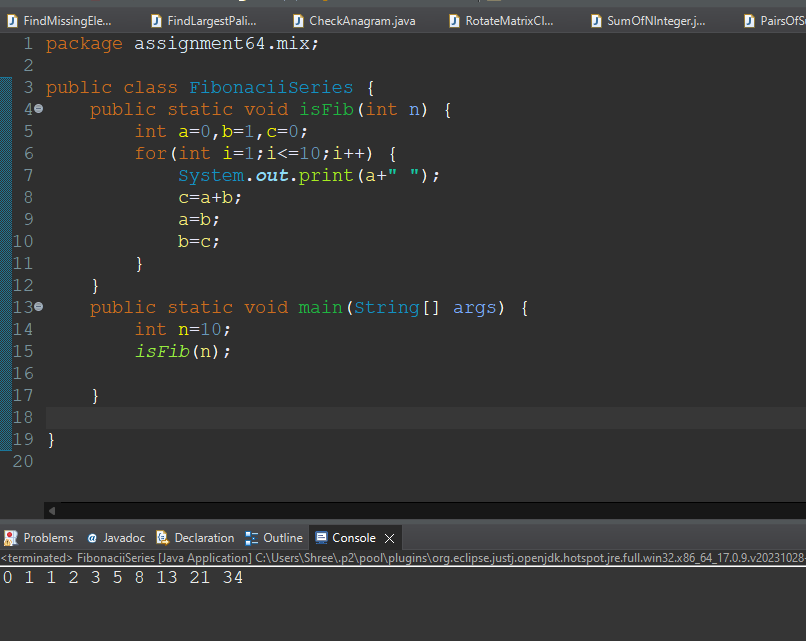 FindMissingEle... FindLargestPali... CheckAnagram.java RotateMatrixCl... SumOfNInteger.j... PairsOfS
1 package assignment64.mix;
2
3 public class FibonaciiSeries {
4 public static void isFib(int n) {
5 int a=0,b=1,c=0;
6 for(int i=1;i<=10;i++) {
7 System.out.print(a+" ");
8 c=a+b;
9 a=b;
10 b=c;
11 }
12 }
13 public static void main(String[] args) {
14 int n=10;
15 isFib(n);
16
17 }
18
19 }
20
Problems Javadoc Declaration Outline Console
<terminated> FibonaciiSeries [Java Application] C:\Users\Shree\.p2\pool\plugins\org.eclipse.justj.openjdk.hotspot.jre.full.win32.x86_64_17.0.9.v20231028-
0 1 1 2 3 5 8 13 21 34